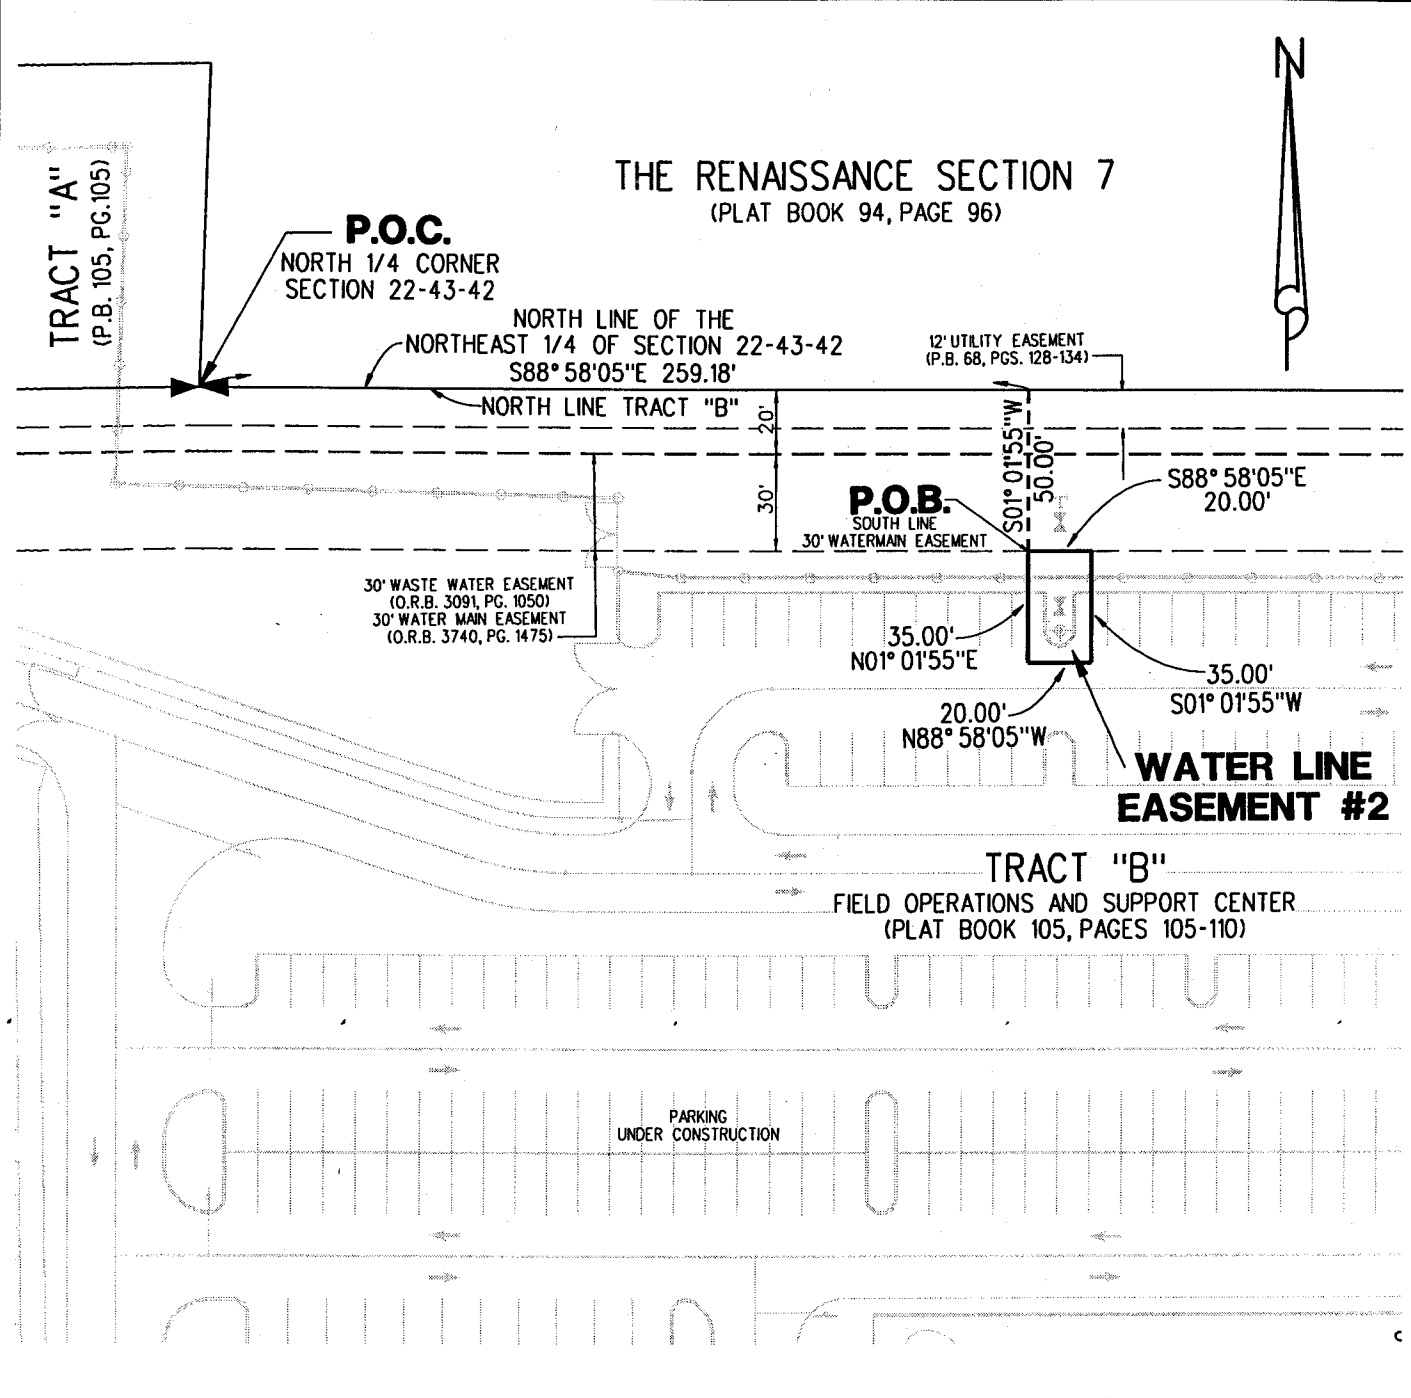 N
THE RENAISSANCE SECTION 7
(PLAT BOOK 94, PAGE 96)
TRACT "A"
(P.B. 105, PG.105)
P.O.C.
NORTH 1/4 CORNER
SECTION 22-43-42
NORTH LINE OF THE
NORTHEAST 1/4 OF SECTION 22-43-42
S88°58'05"E 259.18'
NORTH LINE TRACT "B"
12' UTILITY EASEMENT
(P.B. 68, PGS. 128-134)
20'
30'
S01°01'55"W
50.00'
S88°58'05"E
20.00'
P.O.B.
SOUTH LINE
30' WATERMAIN EASEMENT
30' WASTE WATER EASEMENT
(O.R.B. 3091, PG. 1050)
30' WATER MAIN EASEMENT
(O.R.B. 3740, PG. 1475)
35.00'
N01°01'55"E
35.00'
S01°01'55"W
20.00'
N88°58'05"W
WATER LINE
EASEMENT #2
TRACT "B"
FIELD OPERATIONS AND SUPPORT CENTER
(PLAT BOOK 105, PAGES 105-110)
PARKING
UNDER CONSTRUCTION